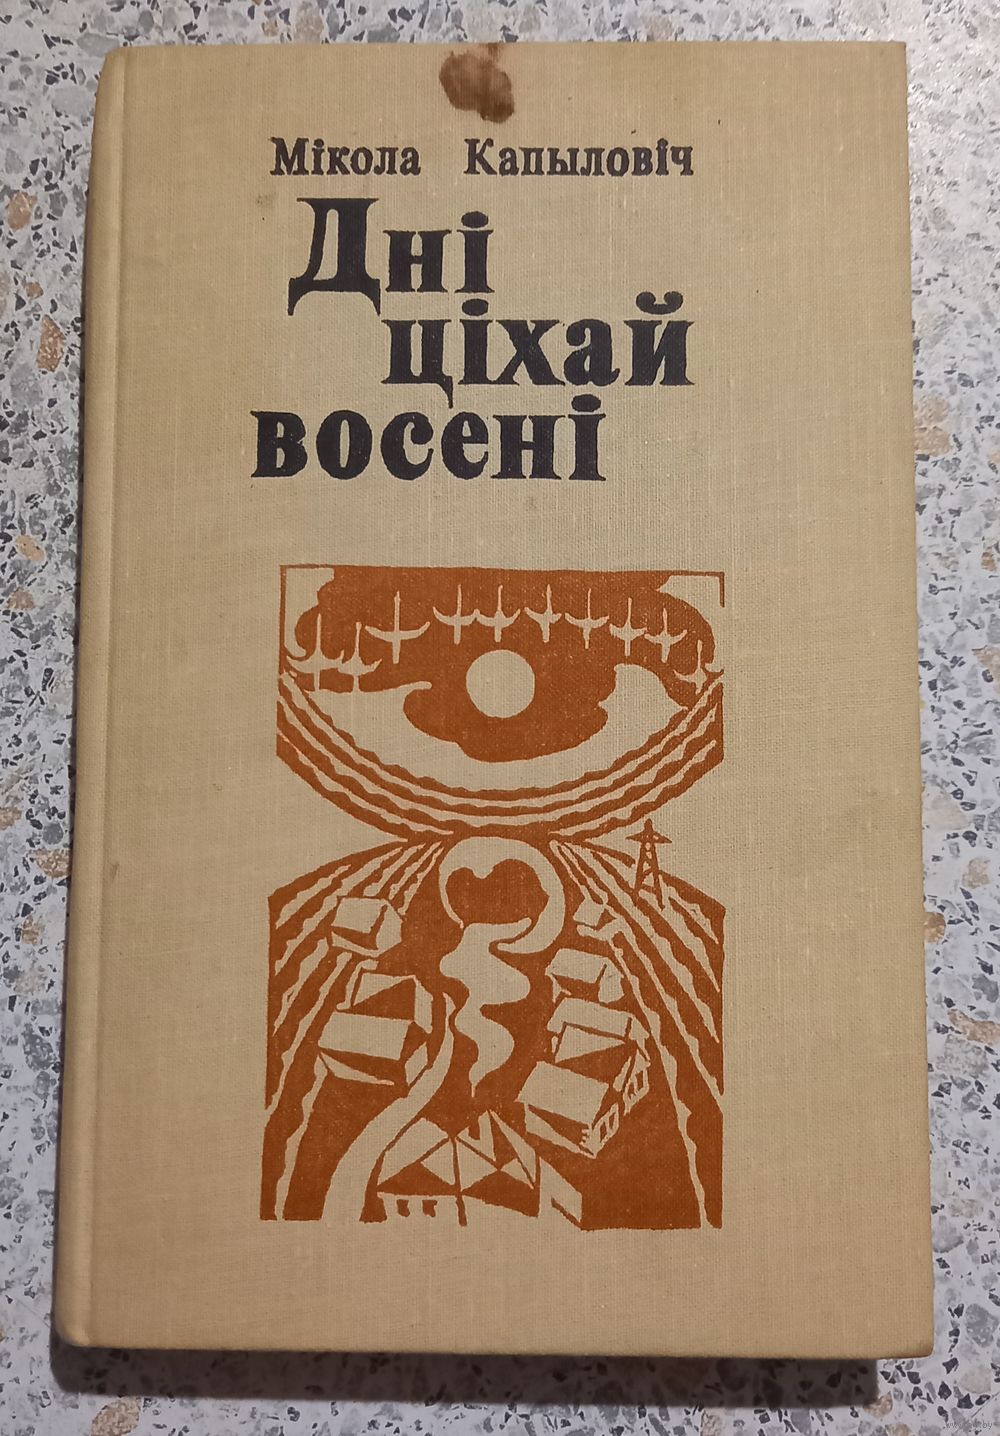 Мікола Капыловіч
Дні
ціхай
восені